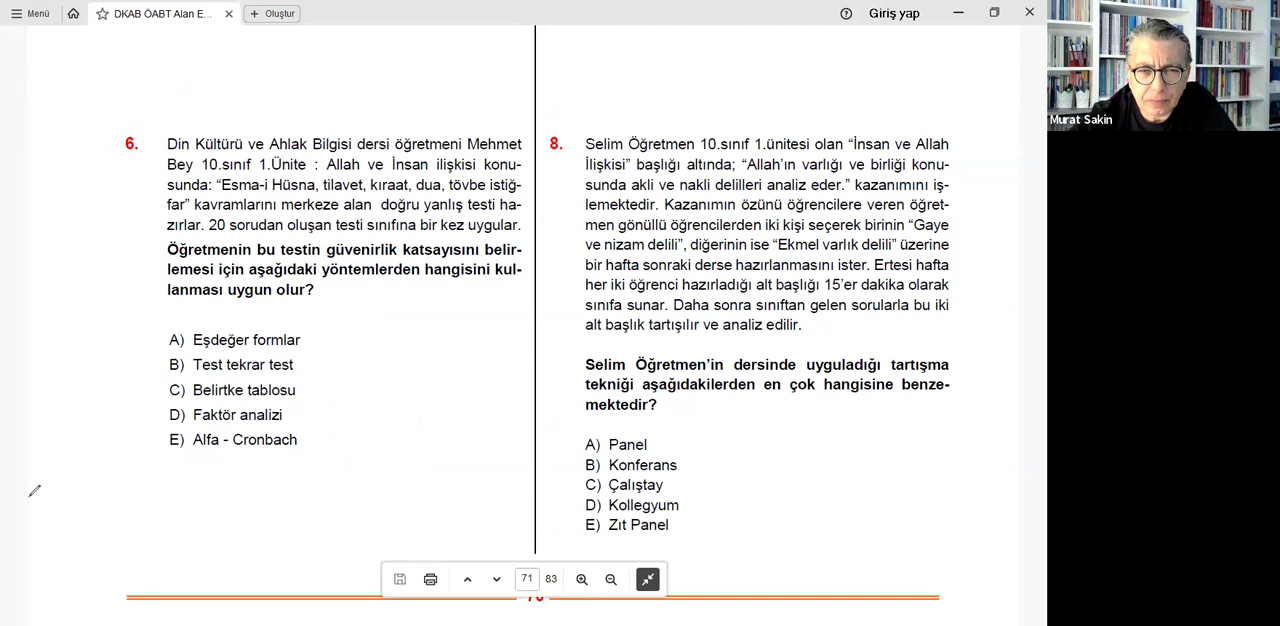 Menü
DKAB ÖABT Alan E...
Oluştur
Giriş yap
Murat Sakin
6. Din Kültürü ve Ahlak Bilgisi dersi öğretmeni Mehmet
Bey 10.sınıf 1.Ünite : Allah ve İnsan ilişkisi konu-
sunda: “Esma-i Hüsna, tilavet, kıraat, dua, tövbe istiğ-
far” kavramlarını merkeze alan doğru yanlış testi ha-
zırlar. 20 sorudan oluşan testi sınıfına bir kez uygular.
Öğretmenin bu testin güvenirlik katsayısını belir-
lemesi için aşağıdaki yöntemlerden hangisini kul-
lanması uygun olur?
A) Eşdeğer formlar
B) Test tekrar test
C) Belirtke tablosu
D) Faktör analizi
E) Alfa - Cronbach
8. Selim Öğretmen 10.sınıf 1.ünitesi olan “İnsan ve Allah
İlişkisi” başlığı altında; “Allah’ın varlığı ve birliği konu-
sunda akli ve nakli delilleri analiz eder.” kazanımını iş-
lemektedir. Kazanımın özünü öğrencilere veren öğret-
men gönüllü öğrencilerden iki kişi seçerek birinin “Gaye
ve nizam delili”, diğerinin ise “Ekmel varlık delili” üzerine
bir hafta sonraki derse hazırlanmasını ister. Ertesi hafta
her iki öğrenci hazırladığı alt başlığı 15’er dakika olarak
sınıfa sunar. Daha sonra sınıftan gelen sorularla bu iki
alt başlık tartışılır ve analiz edilir.
Selim Öğretmen’in dersinde uyguladığı tartışma
tekniği aşağıdakilerden en çok hangisine benze-
mektedir?
A) Panel
B) Konferans
C) Çalıştay
D) Kollegyum
E) Zıt Panel
71 83